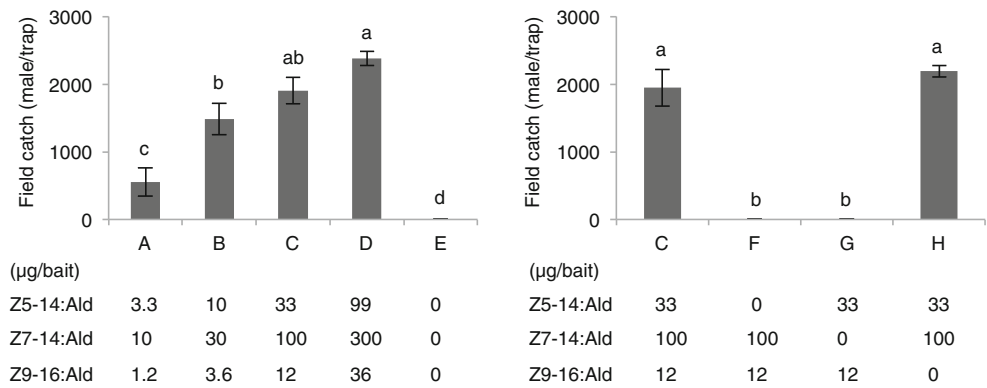 Field catch (male/trap)
3000
2000
1000
0
c
b
ab
a
d
A B C D E
(µg/bait)
Z5-14:Ald 3.3 10 33 99 0
Z7-14:Ald 10 30 100 300 0
Z9-16:Ald 1.2 3.6 12 36 0
Field catch (male/trap)
3000
2000
1000
0
a
b
b
a
C F G H
(µg/bait)
Z5-14:Ald 33 0 33 33
Z7-14:Ald 100 100 0 100
Z9-16:Ald 12 12 12 0